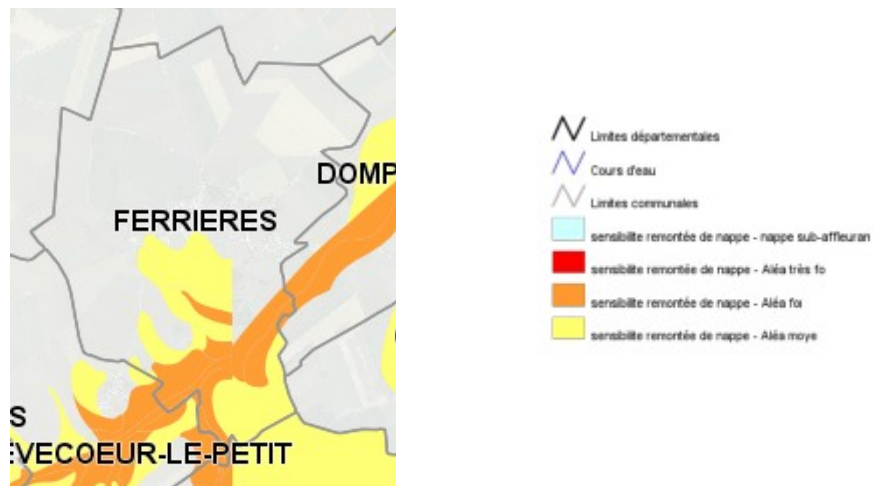 DOMP
FERRIERES
S
EVECOEUR-LE-PETIT
Limites départementales
Cours d'eau
Limites communales
sensibilite remontée de nappe - nappe sub-affleuran
sensibilite remontée de nappe - Aléa très fo
sensibilite remontée de nappe - Aléa foi
sensibilite remontée de nappe - Aléa moye